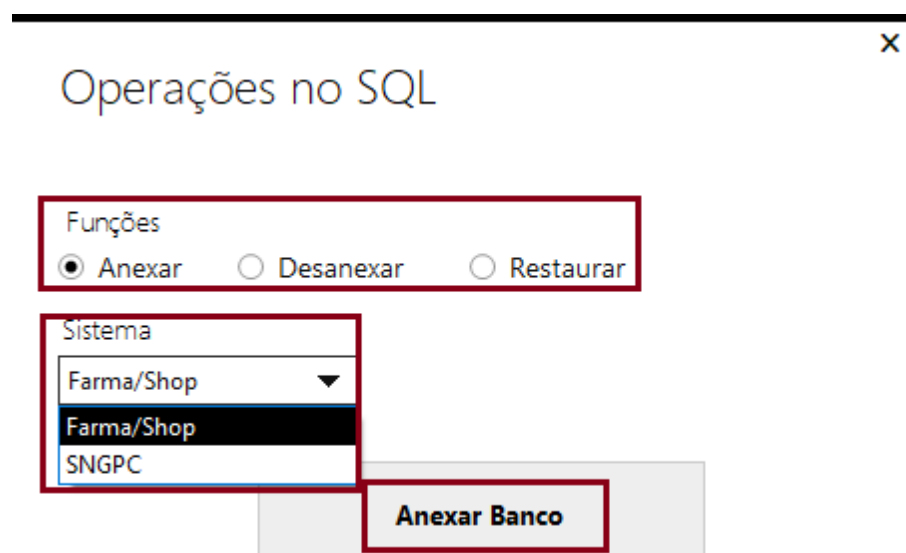 ×
Operações no SQL
Funções
Anexar Desanexar Restaurar
Sistema
Farma/Shop
Farma/Shop
SNGPC
Anexar Banco